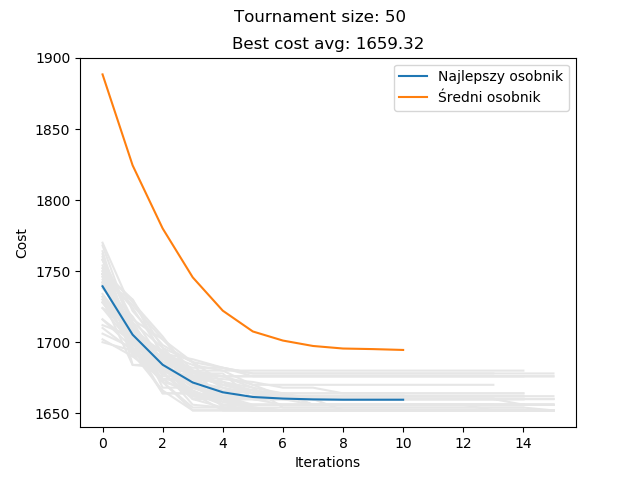 Tournament size: 50
Best cost avg: 1659.32
Najlepszy osobnik
Średni osobnik
1900
1850
1800
1750
1700
1650
Cost
0 2 4 6 8 10 12 14
Iterations